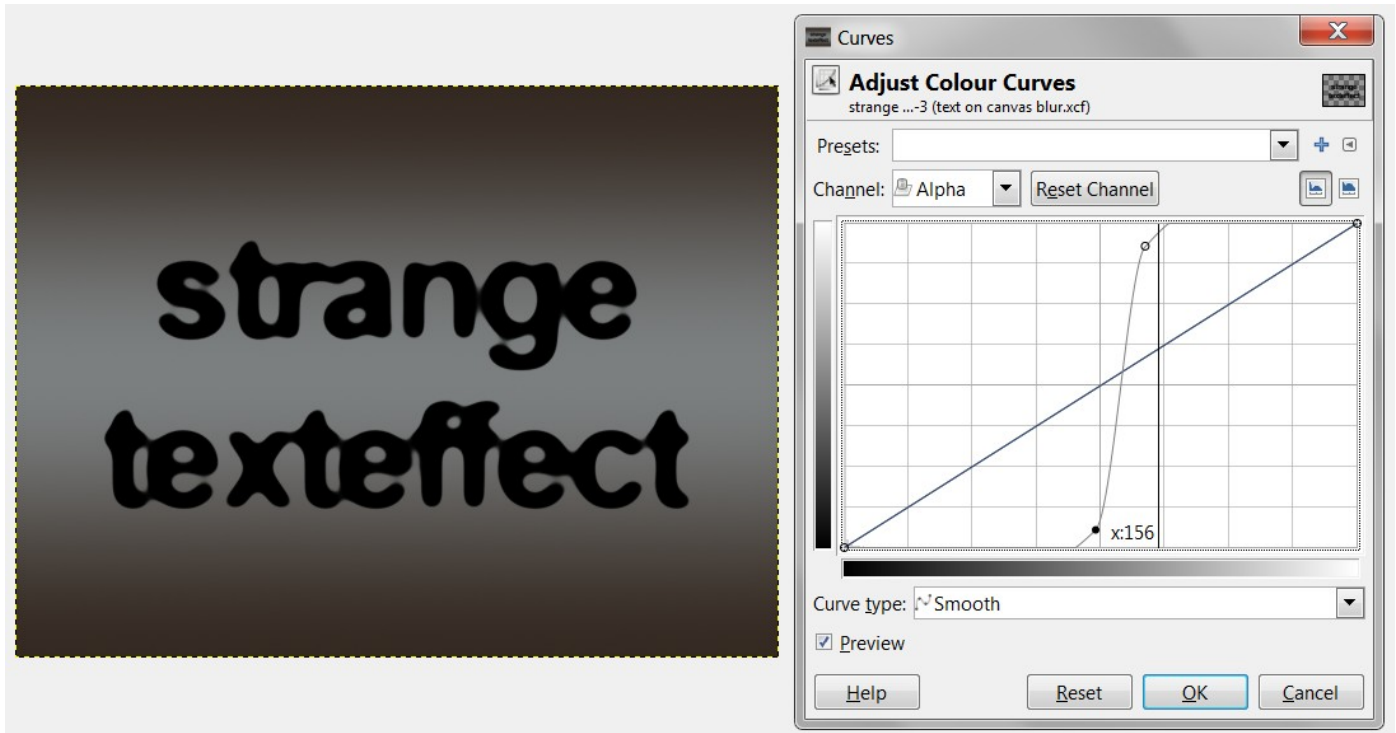 strange
texteffect
Curves
X
Adjust Colour Curves
strange ...-3 (text on canvas blur.xcf)
Presets:
Channel: Alpha Reset Channel
x:156
Curve type: Smooth
Preview
Help Reset OK Cancel